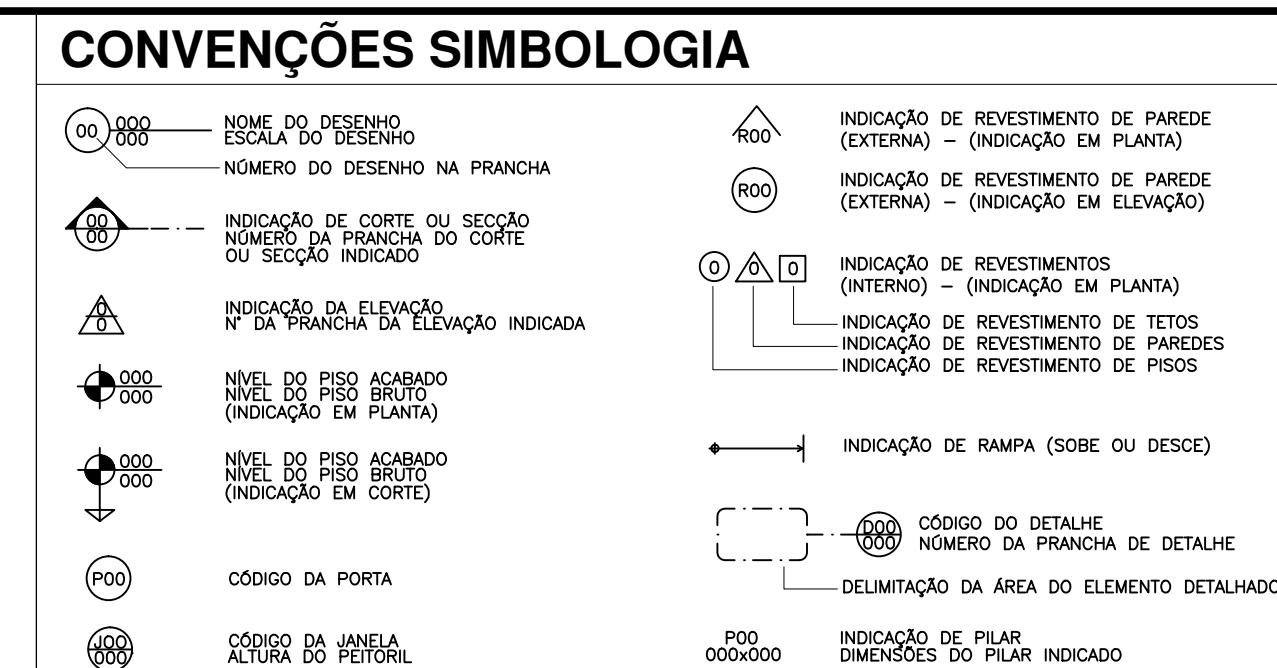 CONVENÇÕES SIMBOLOGIA
00 000
000
NOME DO DESENHO
ESCALA DO DESENHO
NÚMERO DO DESENHO NA PRANCHA
00
00
INDICAÇÃO DE CORTE OU SECÇÃO
NÚMERO DA PRANCHA DO CORTE
OU SECÇÃO INDICADO
0
0
INDICAÇÃO DA ELEVAÇÃO
N° DA PRANCHA DA ELEVAÇÃO INDICADA
000
000
NÍVEL DO PISO ACABADO
NÍVEL DO PISO BRUTO
(INDICAÇÃO EM PLANTA)
000
000
NÍVEL DO PISO ACABADO
NÍVEL DO PISO BRUTO
(INDICAÇÃO EM CORTE)
P00
CÓDIGO DA PORTA
J00
000
CÓDIGO DA JANELA
ALTURA DO PEITORIL
R00
INDICAÇÃO DE REVESTIMENTO DE PAREDE
(EXTERNA) – (INDICAÇÃO EM PLANTA)
R00
INDICAÇÃO DE REVESTIMENTO DE PAREDE
(EXTERNA) – (INDICAÇÃO EM ELEVAÇÃO)
0 0 0
INDICAÇÃO DE REVESTIMENTOS
(INTERNO) – (INDICAÇÃO EM PLANTA)
INDICAÇÃO DE REVESTIMENTO DE TETOS
INDICAÇÃO DE REVESTIMENTO DE PAREDES
INDICAÇÃO DE REVESTIMENTO DE PISOS
INDICAÇÃO DE RAMPA (SOBE OU DESCE)
D00
000
CÓDIGO DO DETALHE
NÚMERO DA PRANCHA DE DETALHE
DELIMITAÇÃO DA ÁREA DO ELEMENTO DETALHADO
P00
000x000
INDICAÇÃO DE PILAR
DIMENSÕES DO PILAR INDICADO